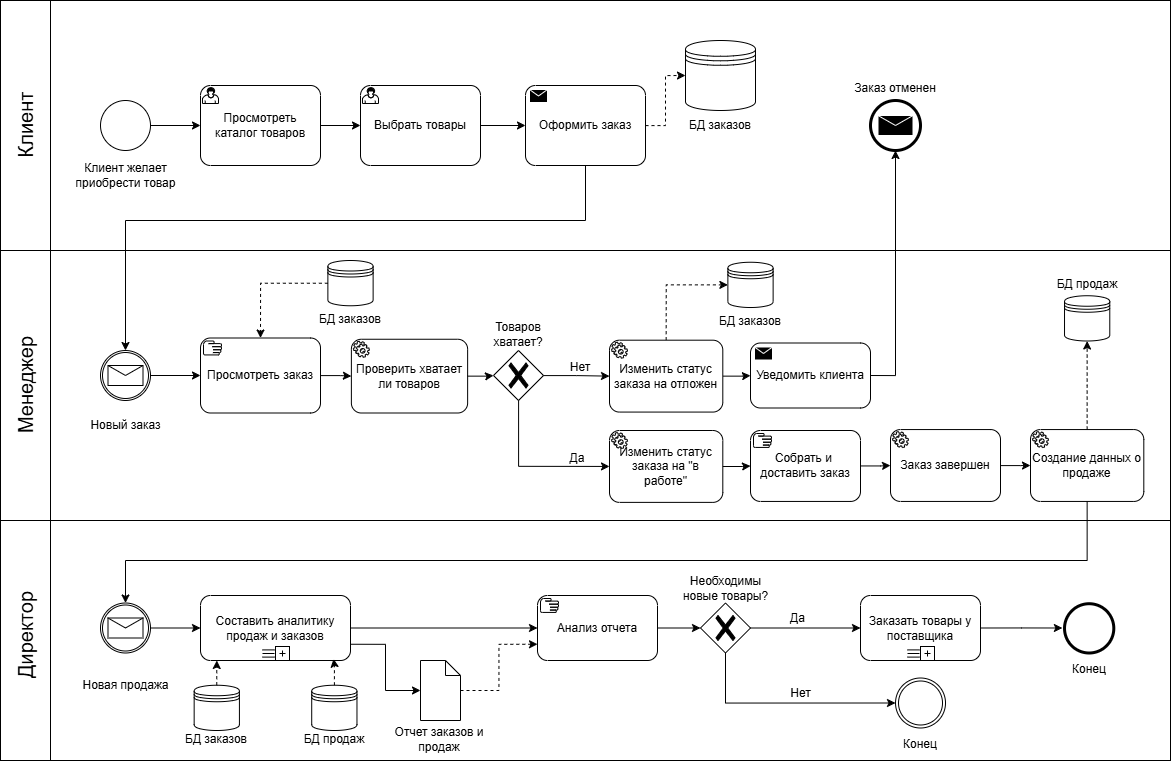 Клиент
Клиент желает
приобрести товар
Просмотреть
каталог товаров
Выбрать товары
Оформить заказ
БД заказов
Заказ отменен
Менеджер
Новый заказ
Просмотреть заказ
БД заказов
Проверить хватает
ли товаров
Товаров
хватает?
Нет
Да
Изменить статус
заказа на отложен
БД заказов
Уведомить клиента
Изменить статус
заказа на "в
работе"
Собрать и
доставить заказ
Заказ завершен
Создание данных о
продаже
БД продаж
Директор
Новая продажа
Составить аналитику
продаж и заказов
БД заказов
БД продаж
Отчет заказов и
продаж
Анализ отчета
Необходимы
новые товары?
Да
Нет
Заказать товары у
поставщика
Конец
Конец